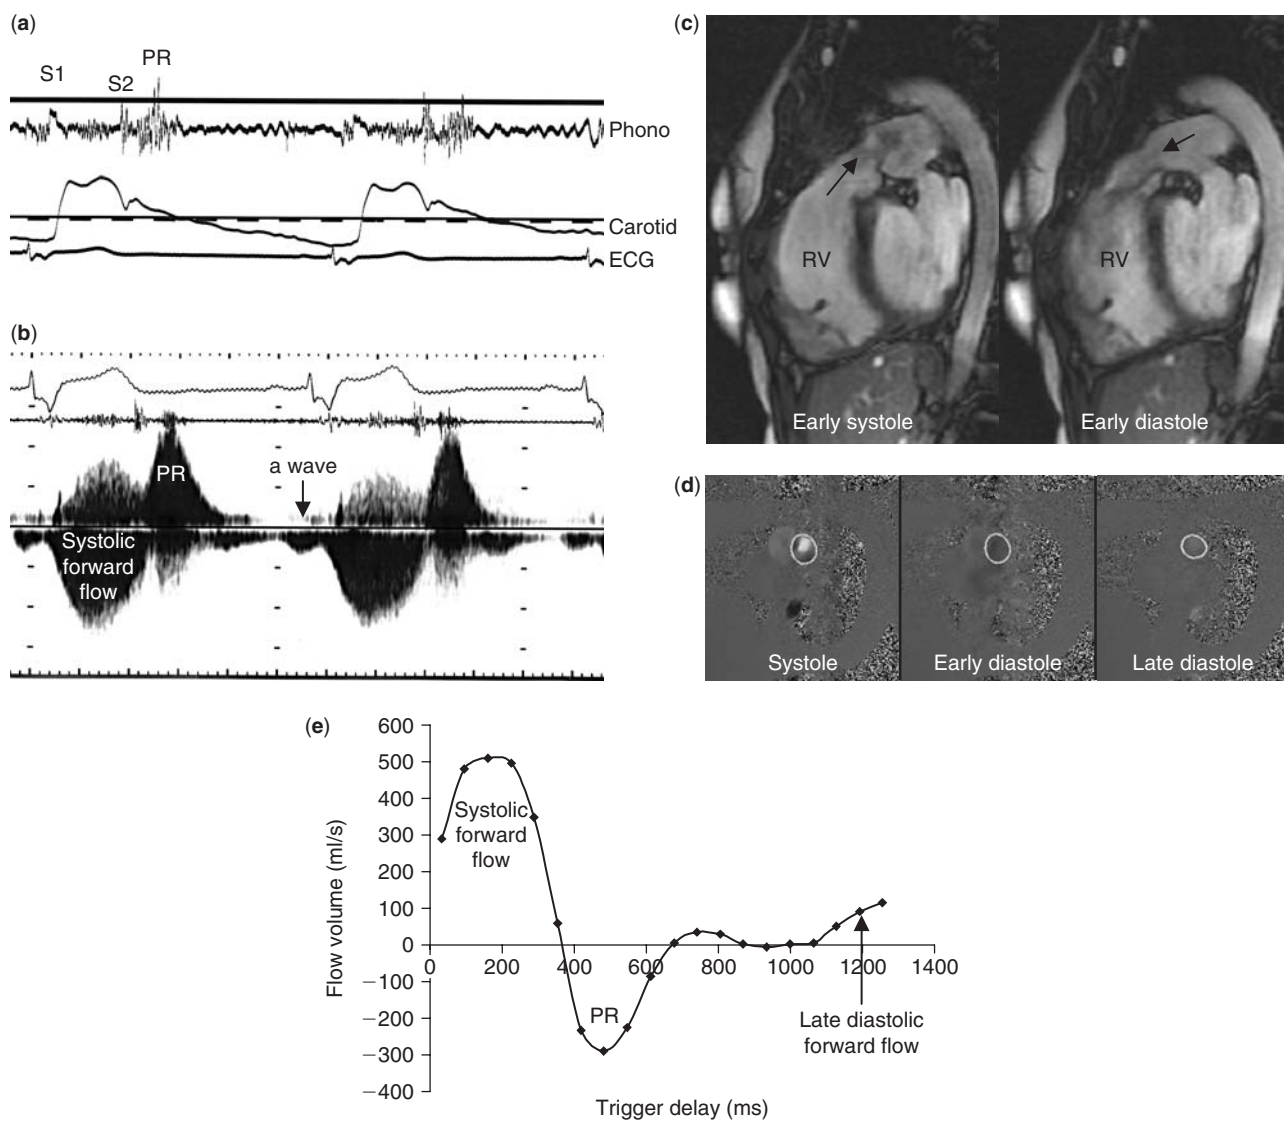 (a)
PR
S1
S2
Phono
Carotid
ECG
(b)
PR
a wave
Systolic
forward
flow
(c)
RV
RV
Early systole
Early diastole
(d)
Systole
Early diastole
Late diastole
(e)
600
500
400
300
200
100
0
−100
−200
−300
−400
Flow volume (ml/s)
Systolic
forward
flow
PR
0
200
400
600
800
1000
1200
1400
Late diastolic
forward flow
Trigger delay (ms)